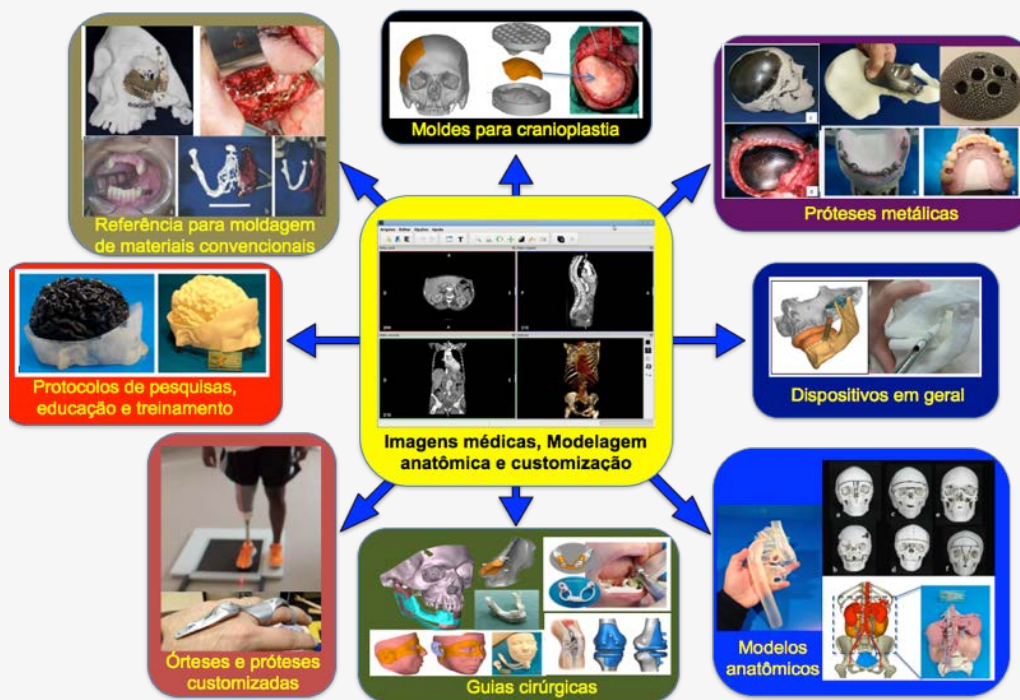 Moldes para cranioplastia
Referência para moldagem
de materiais convencionais
Próteses metálicas
Protocolos de pesquisas,
educação e treinamento
Imagens médicas, Modelagem
anatômica e customização
Dispositivos em geral
Órteses e próteses
customizadas
Guias cirúrgicas
Modelos
anatômicos